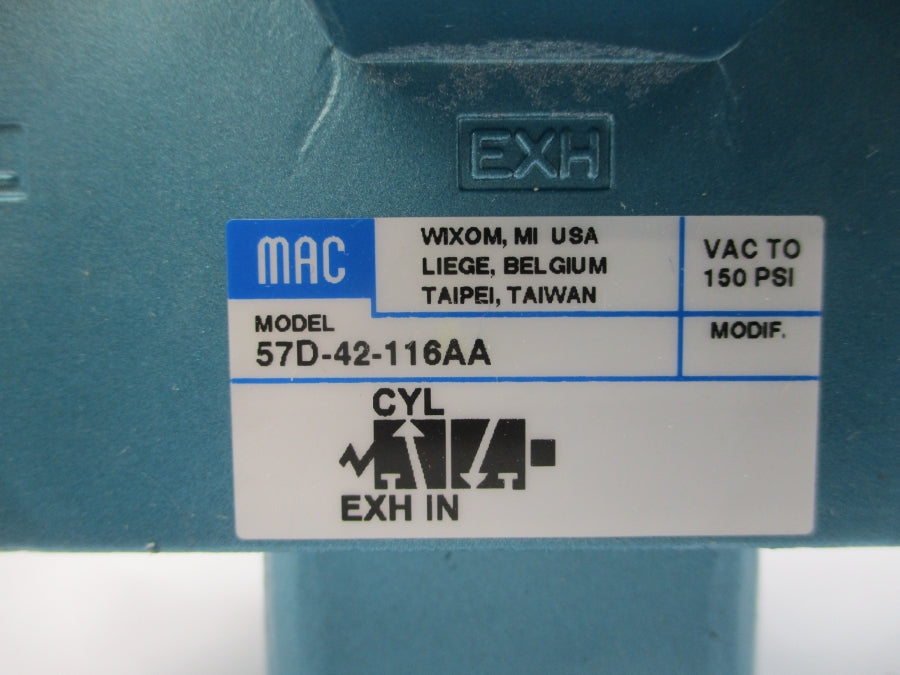 EXH
MAC
WIXOM, MI USA
LIEGE, BELGIUM
TAIPEI, TAIWAN
VAC TO
150 PSI
MODEL
57D-42-116AA
MODIF.
CYL
EXH IN